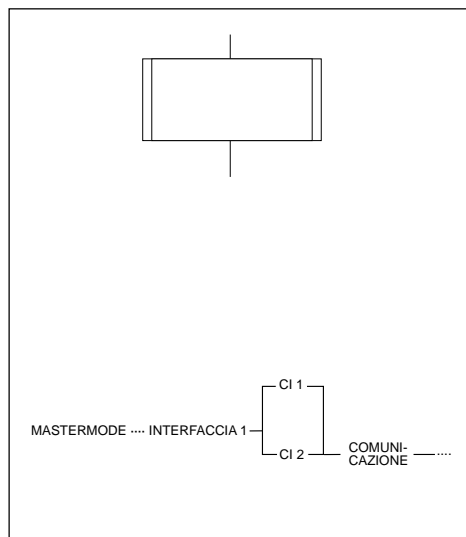 CI 1
MASTERMODE ···· INTERFACCIA 1
CI 2
COMUNI-
CAZIONE ····